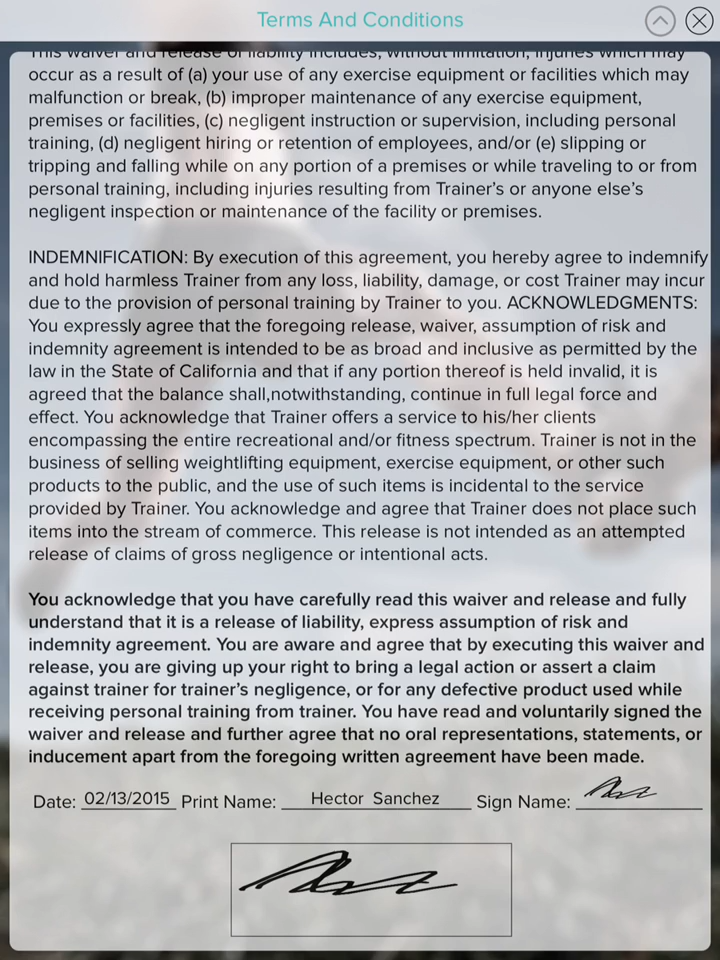 Terms And Conditions
This waiver and release of liability includes, without limitation, injuries which may
occur as a result of (a) your use of any exercise equipment or facilities which may
malfunction or break, (b) improper maintenance of any exercise equipment,
premises or facilities, (c) negligent instruction or supervision, including personal
training, (d) negligent hiring or retention of employees, and/or (e) slipping or
tripping and falling while on any portion of a premises or while traveling to or from
personal training, including injuries resulting from Trainer’s or anyone else’s
negligent inspection or maintenance of the facility or premises.
INDEMNIFICATION: By execution of this agreement, you hereby agree to indemnify
and hold harmless Trainer from any loss, liability, damage, or cost Trainer may incur
due to the provision of personal training by Trainer to you. ACKNOWLEDGMENTS:
You expressly agree that the foregoing release, waiver, assumption of risk and
indemnity agreement is intended to be as broad and inclusive as permitted by the
law in the State of California and that if any portion thereof is held invalid, it is
agreed that the balance shall,notwithstanding, continue in full legal force and
effect. You acknowledge that Trainer offers a service to his/her clients
encompassing the entire recreational and/or fitness spectrum. Trainer is not in the
business of selling weightlifting equipment, exercise equipment, or other such
products to the public, and the use of such items is incidental to the service
provided by Trainer. You acknowledge and agree that Trainer does not place such
items into the stream of commerce. This release is not intended as an attempted
release of claims of gross negligence or intentional acts.
You acknowledge that you have carefully read this waiver and release and fully
understand that it is a release of liability, express assumption of risk and
indemnity agreement. You are aware and agree that by executing this waiver and
release, you are giving up your right to bring a legal action or assert a claim
against trainer for trainer’s negligence, or for any defective product used while
receiving personal training from trainer. You have read and voluntarily signed the
waiver and release and further agree that no oral representations, statements, or
inducement apart from the foregoing written agreement have been made.
Date: 02/13/2015 Print Name: Hector Sanchez Sign Name: